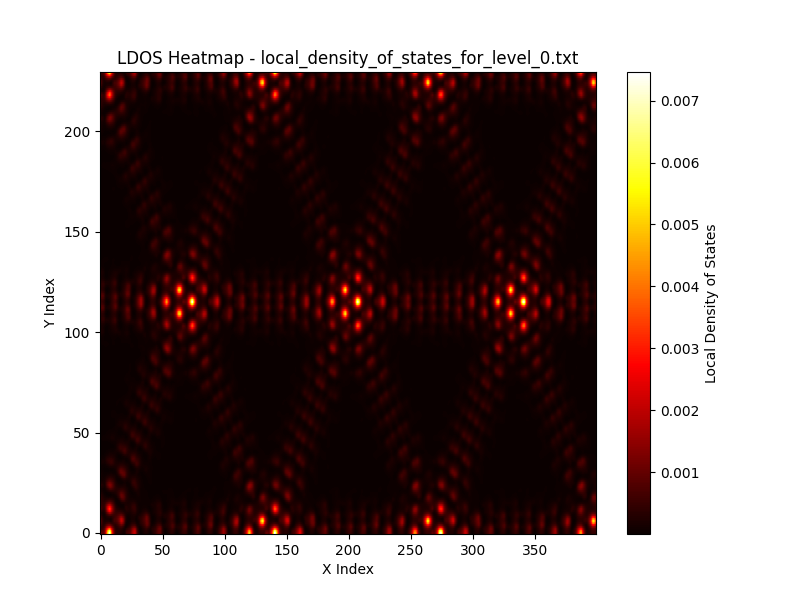 LDOS Heatmap - local_density_of_states_for_level_0.txt
200
150
100
50
0
0 50 100 150 200 250 300 350
X Index
Y Index
0.007
0.006
0.005
0.004
0.003
0.002
0.001
Local Density of States